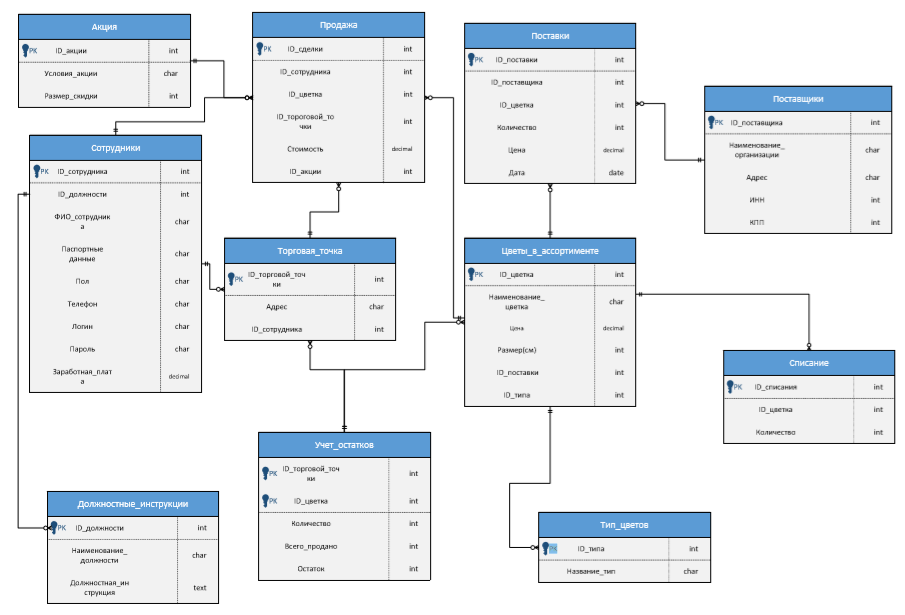 Акция
PK ID_акции int
Условия_акции char
Размер_скидки int
Продажа
PK ID_сделки int
ID_сотрудника int
ID_цветка int
ID_тороговой_то
чки int
Стоимость decimal
ID_акции int
Поставки
PK ID_поставки int
ID_поставщика int
ID_цветка int
Количество int
Цена decimal
Дата date
Поставщики
PK ID_поставщика int
Наименование_
организации char
Адрес char
ИНН int
КПП int
Сотрудники
PK ID_сотрудника int
ID_должности int
ФИО_сотрудник
а char
Паспортные
данные char
Пол char
Телефон char
Логин char
Пароль char
Заработная_плат
а decimal
Торговая_точка
PK ID_торговой_точ
ки int
Адрес char
ID_сотрудника int
Цветы_в_ассортименте
PK ID_цветка int
Наименование_
цветка char
Цена decimal
Размер(см) int
ID_поставки int
ID_типа int
Списание
PK ID_списания int
ID_цветка int
Количество int
Учет_остатков
PK ID_торговой_точ
ки int
PK ID_цветка int
Количество int
Всего_продано int
Остаток int
Должностные_инструкции
PK ID_должности int
Наименование_
должности char
Должностная_ин
струкция text
Тип_цветов
PK ID_типа int
Название_тип char